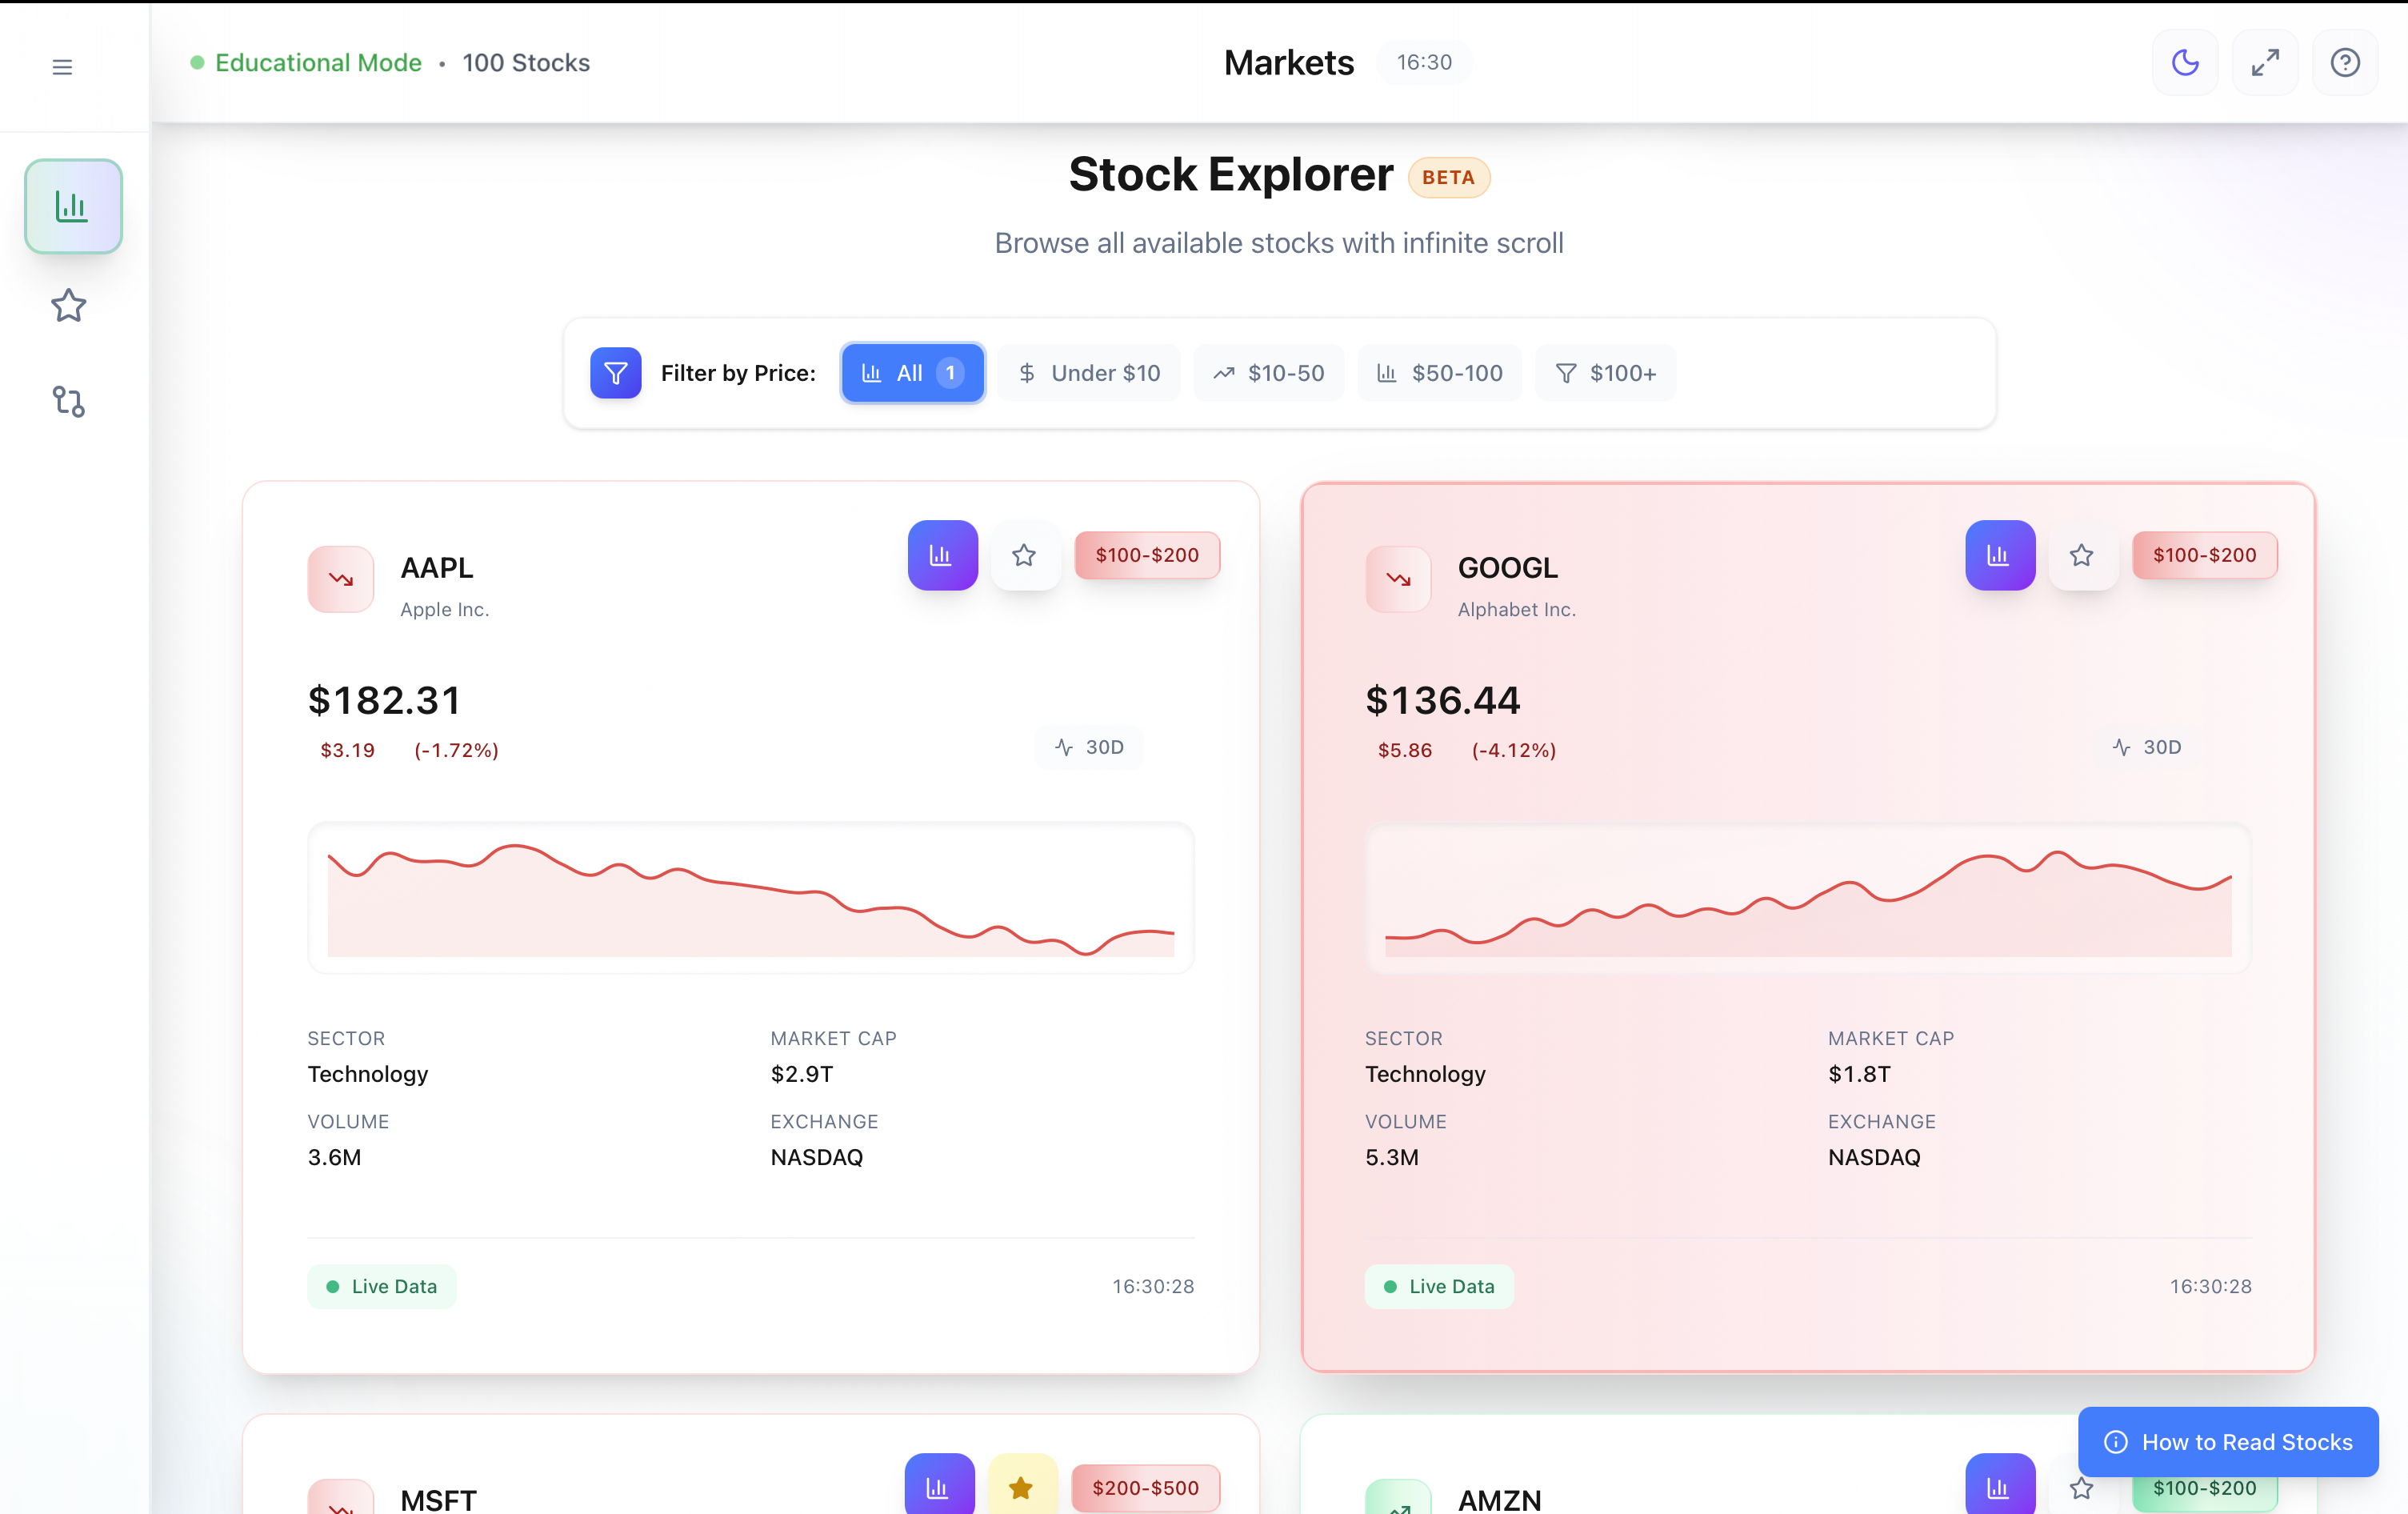 Educational Mode • 100 Stocks
Markets 16:30
Stock Explorer BETA
Browse all available stocks with infinite scroll
Filter by Price: All 1 $ Under $10 $10-50 $50-100 $100+
AAPL
Apple Inc.
$100-$200
$182.31
$3.19 (-1.72%)
30D
SECTOR
Technology
MARKET CAP
$2.9T
VOLUME
3.6M
EXCHANGE
NASDAQ
Live Data 16:30:28
GOOGL
Alphabet Inc.
$100-$200
$136.44
$5.86 (-4.12%)
30D
SECTOR
Technology
MARKET CAP
$1.8T
VOLUME
5.3M
EXCHANGE
NASDAQ
Live Data 16:30:28
MSFT
$200-$500
AMZN
$100-$200
How to Read Stocks